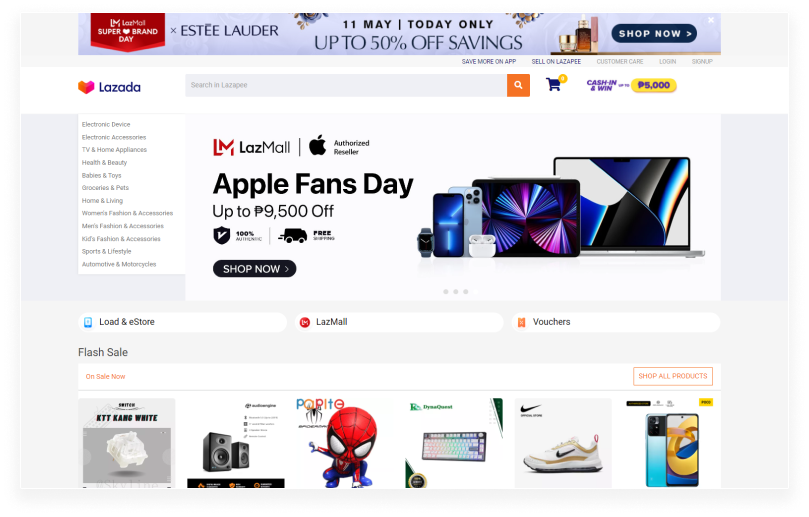 LazMall
SUPER BRAND
DAY
× ESTĒE LAUDER
11 MAY | TODAY ONLY
UP TO 50% OFF SAVINGS
SHOP NOW >
×
SAVE MORE ON APP
SELL ON LAZAPEE
CUSTOMER CARE
LOGIN
SIGNUP
Lazada
Search in Lazapee
0
CASH-IN
& WIN UP TO ₱5,000
Electronic Device
Electronic Accessories
TV & Home Appliances
Health & Beauty
Babies & Toys
Groceries & Pets
Home & Living
Women's Fashion & Accessories
Men's Fashion & Accessories
Kid's Fashion & Accessories
Sports & Lifestyle
Automotive & Motorcycles
LazMall
Authorized
Reseller
Apple Fans Day
Up to ₱9,500 Off
100%
AUTHENTIC
FREE
SHIPPING
SHOP NOW >
Load & eStore
LazMall
Vouchers
Flash Sale
On Sale Now
SHOP ALL PRODUCTS
SWITCH
KTT KANG WHITE
audioengine
POPITE
SPIDERMAN
DynaQuest
POCO